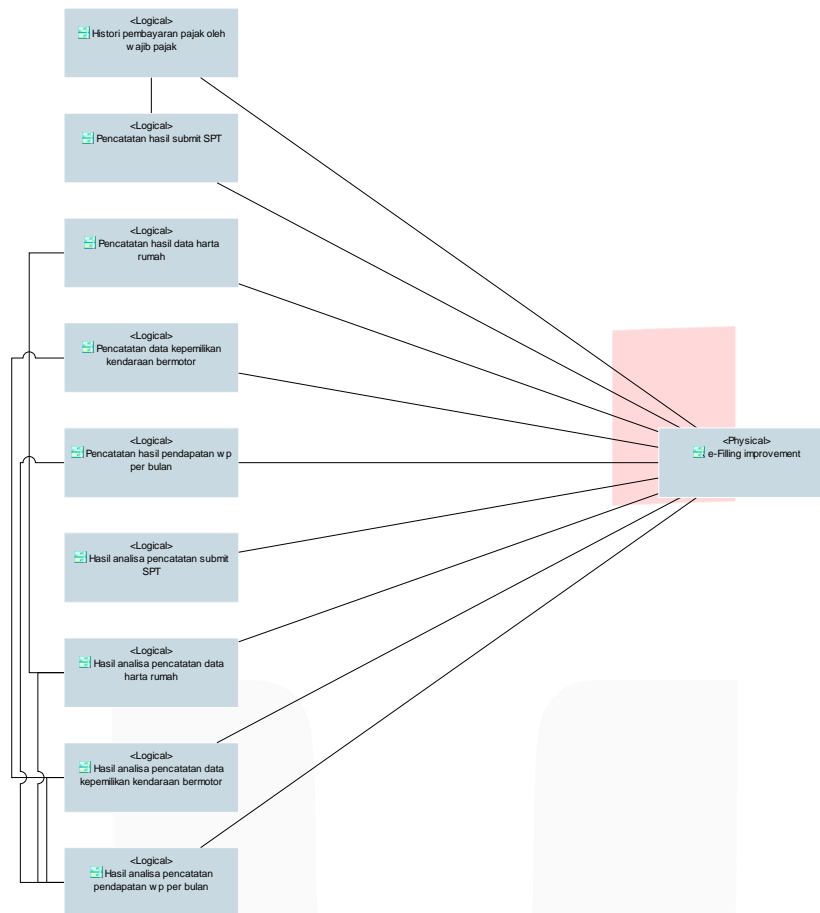 <Logical>
Histori pembayaran pajak oleh
wajib pajak
<Logical>
Pencatatan hasil submit SPT
<Logical>
Pencatatan hasil data harta
rumah
<Logical>
Pencatatan data kepemilikan
kendaraan bermotor
<Logical>
Pencatatan hasil pendapatan wp
per bulan
<Physical>
e-Filling improvement
<Logical>
Hasil analisa pencatatan submit
SPT
<Logical>
Hasil analisa pencatatan data
harta rumah
<Logical>
Hasil analisa pencatatan data
kepemilikan kendaraan bermotor
<Logical>
Hasil analisa pencatatan
pendapatan wp per bulan